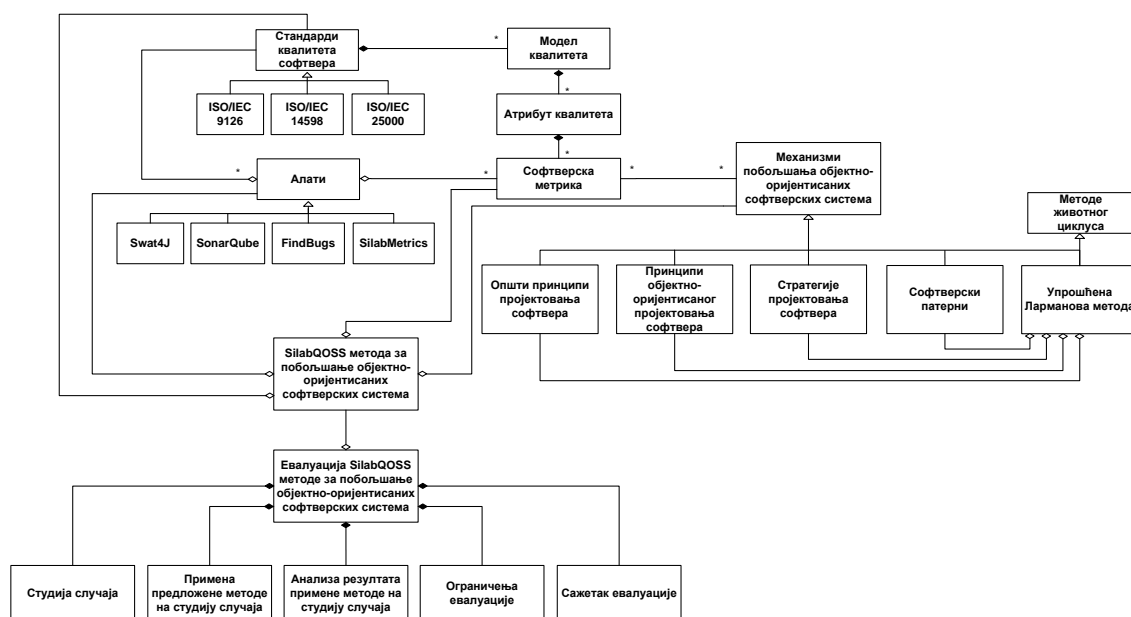 Стандарди
квалитета
софтвера
*
Модел
квалитета
ISO/IEC
9126
ISO/IEC
14598
ISO/IEC
25000
*
Атрибут квалитета
*
Алати
*
*
Софтверска
метрика
*
*
Механизми
побољшања објектно-
оријентисаних
софтверских система
Методе
животног
циклуса
Swat4J
SonarQube
FindBugs
SilabMetrics
Општи принципи
пројектовања
софтвера
Принципи
објектно-
оријентисаног
пројектовања
софтвера
Стратегије
пројектовања
софтвера
Софтверски
патерни
Упрошћена
Ларманова метода
SilabQOSS метода за
побољшање објектно-
оријентисаних
софтверских система
Евалуација SilabQOSS
методе за побољшање
објектно-оријентисаних
софтверских система
Студија случаја
Примена
предложене методе
на студију случаја
Анализа резултата
примене методе на
студију случаја
Ограничења
евалуације
Сажетак евалуације